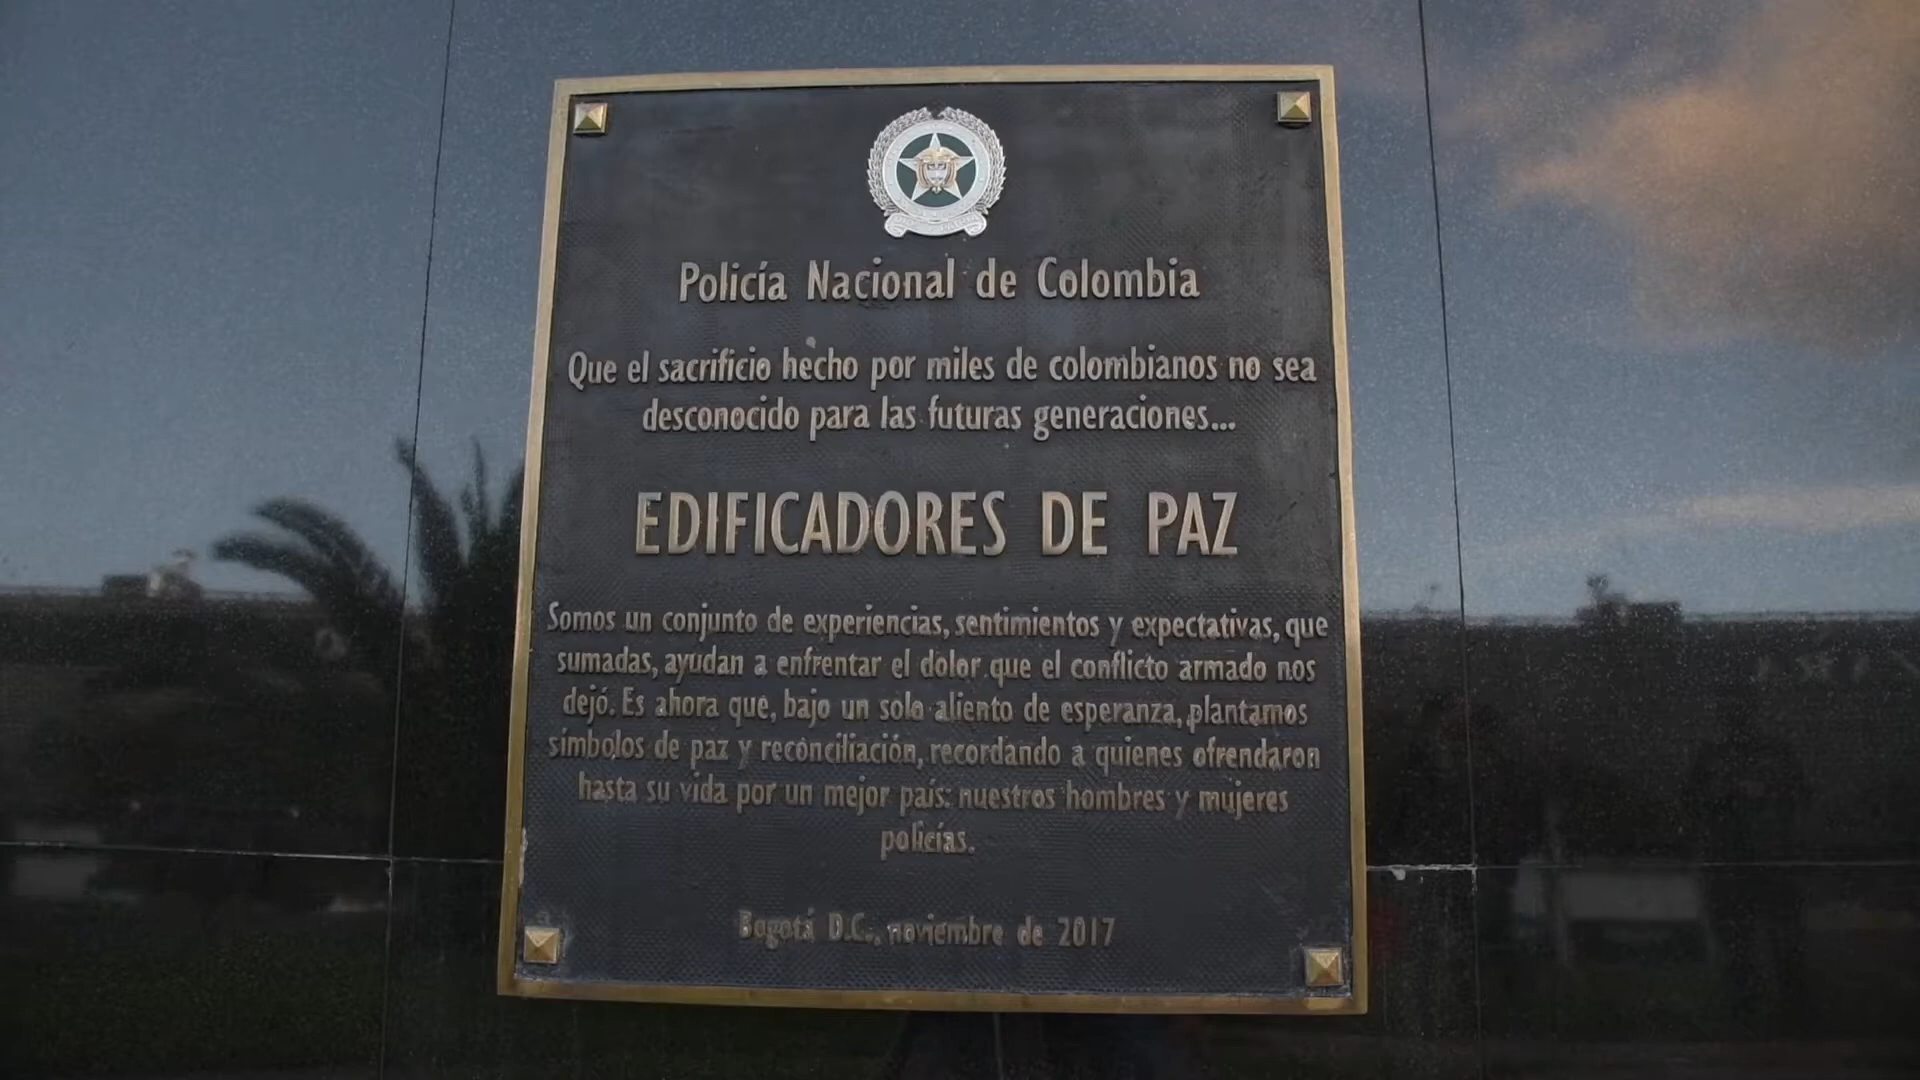 Policía Nacional de Colombia
Que el sacrificio hecho por miles de colombianos no sea
desconocido para las futuras generaciones...
EDIFICADORES DE PAZ
Somos un conjunto de experiencias, sentimientos y expectativas, que
sumadas, ayudan a enfrentar el dolor que el conflicto armado nos
dejó. Es ahora que, bajo un solo aliento de esperanza, plantamos
símbolos de paz y reconciliación, recordando a quienes ofrendaron
hasta su vida por un mejor país: nuestros hombres y mujeres
policías.
Bogotá D.C., noviembre de 2017